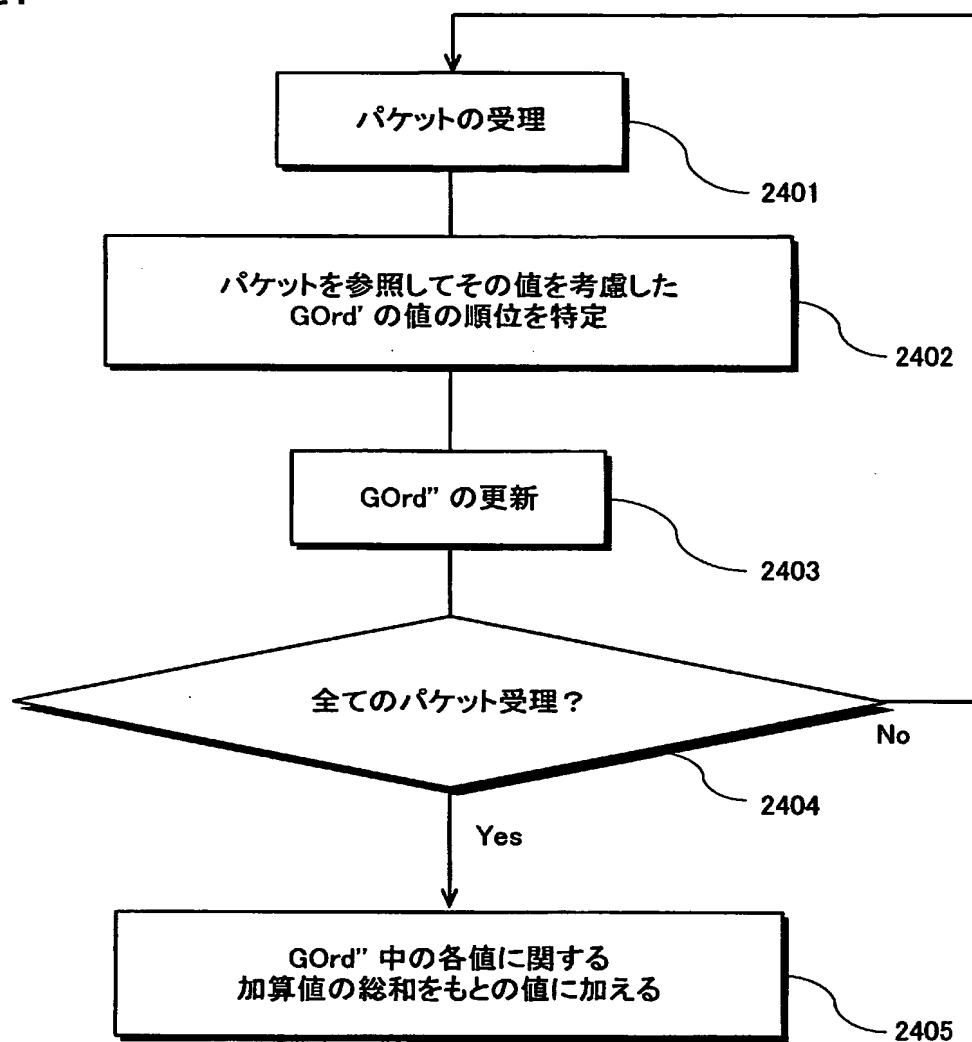 パケットの受理
2401
パケットを参照してその値を考慮した
GOrd' の値の順位を特定
2402
GOrd” の更新
2403
全てのパケット受理？
No
2404
Yes
GOrd” 中の各値に関する
加算値の総和をもとの値に加える
2405